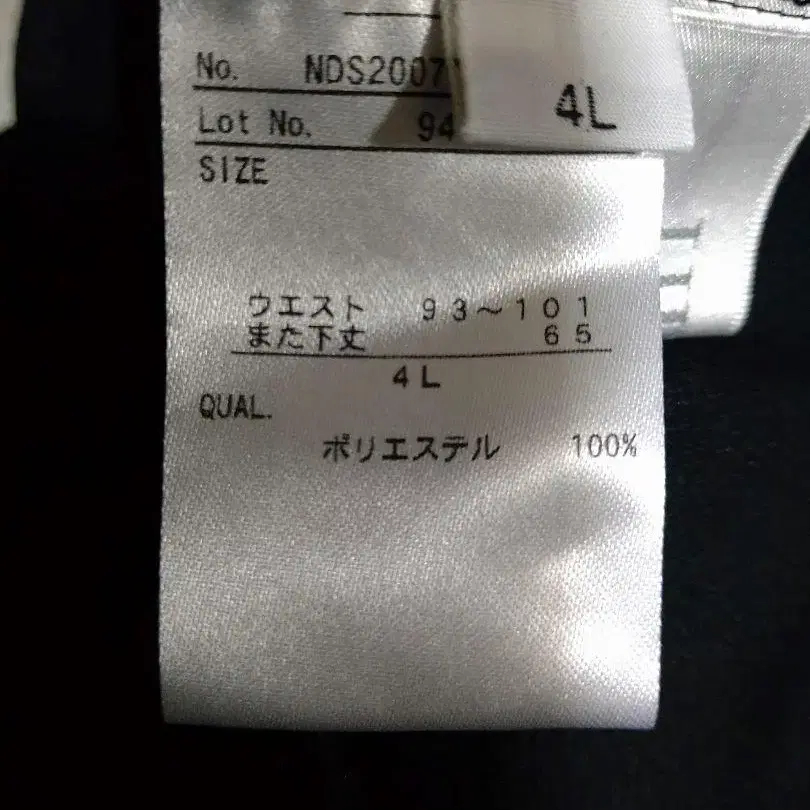 No. NDS2007
Lot No. 94
4L
SIZE
ウエスト 93～101
また下丈 65
4L
QUAL.
ポリエステル 100%